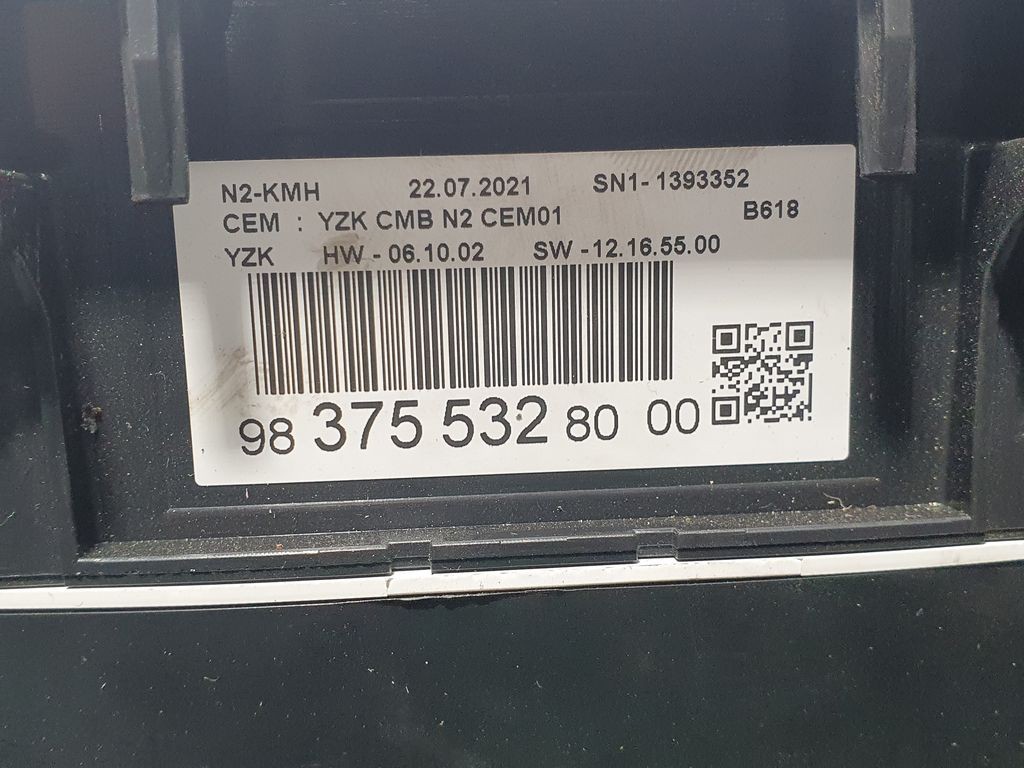 N2-KMH 22.07.2021 SN1- 1393352
CEM : YZK CMB N2 CEM01 B618
YZK HW - 06.10.02 SW -12.16.55.00
98 375 532 80 00